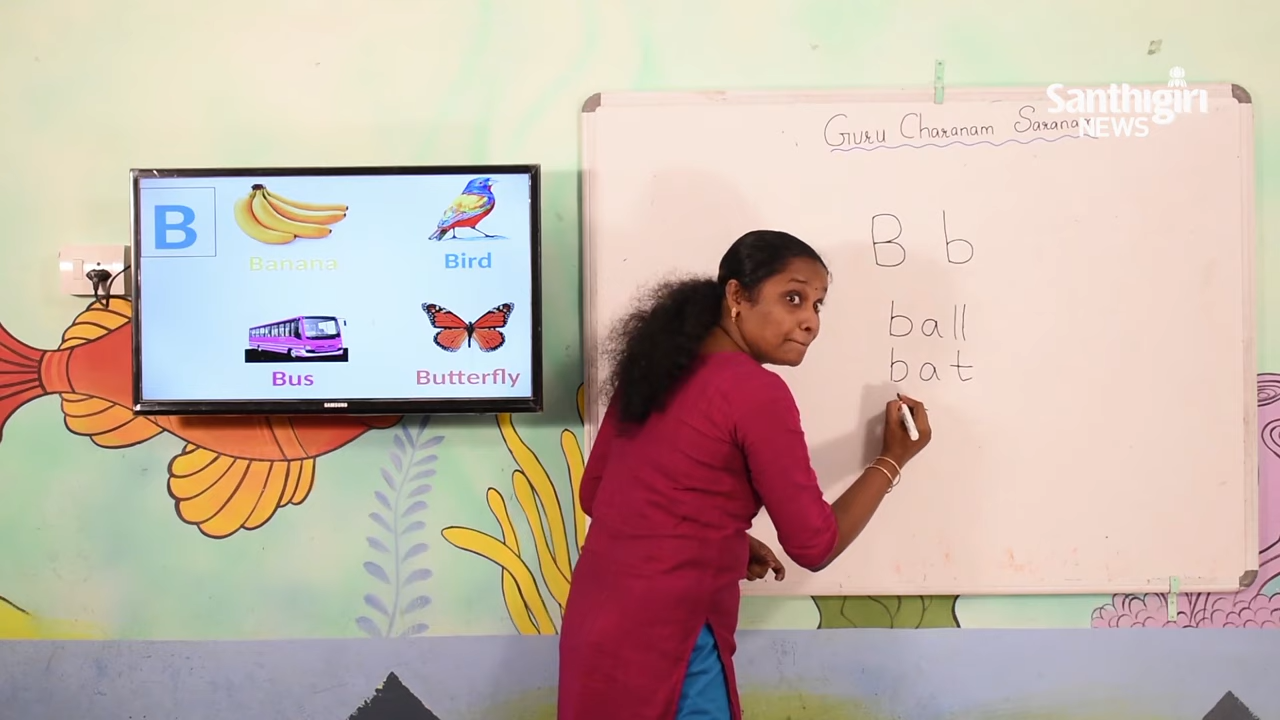 B
Banana
Bird
Bus
Butterfly
SAMSUNG
Santhigiri
NEWS
Guru Charanam Saranam
B b
ball
bat